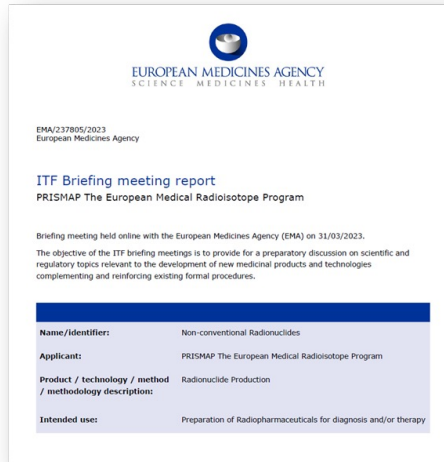 EUROPEAN MEDICINES AGENCY
SCIENCE MEDICINES HEALTH
EMA/237805/2023
European Medicines Agency
ITF Briefing meeting report
PRISMAP The European Medical Radioisotope Program
Briefing meeting held online with the European Medicines Agency (EMA) on 31/03/2023.
The objective of the ITF briefing meetings is to provide for a preparatory discussion on scientific and
regulatory topics relevant to the development of new medicinal products and technologies
complementing and reinforcing existing formal procedures.
Name/identifier: Non-conventional Radionuclides
Applicant: PRISMAP The European Medical Radioisotope Program
Product / technology / method Radionuclide Production
/ methodology description:
Intended use: Preparation of Radiopharmaceuticals for diagnosis and/or therapy